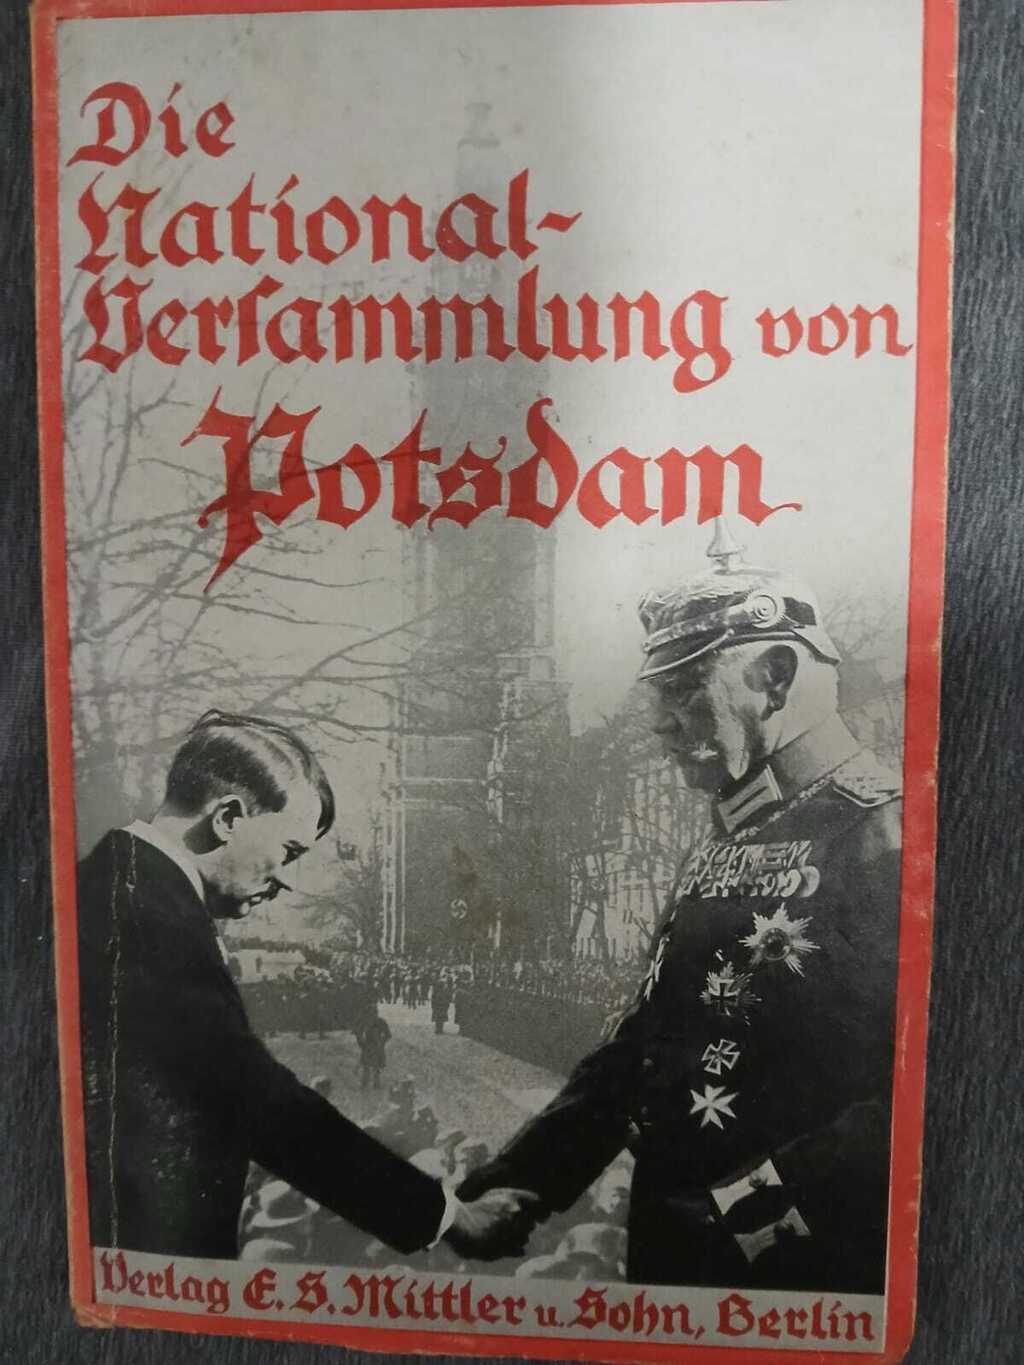 Die
National-
Verſammlung von
Potsdam
Verlag E. S. Mittler u. Sohn, Berlin